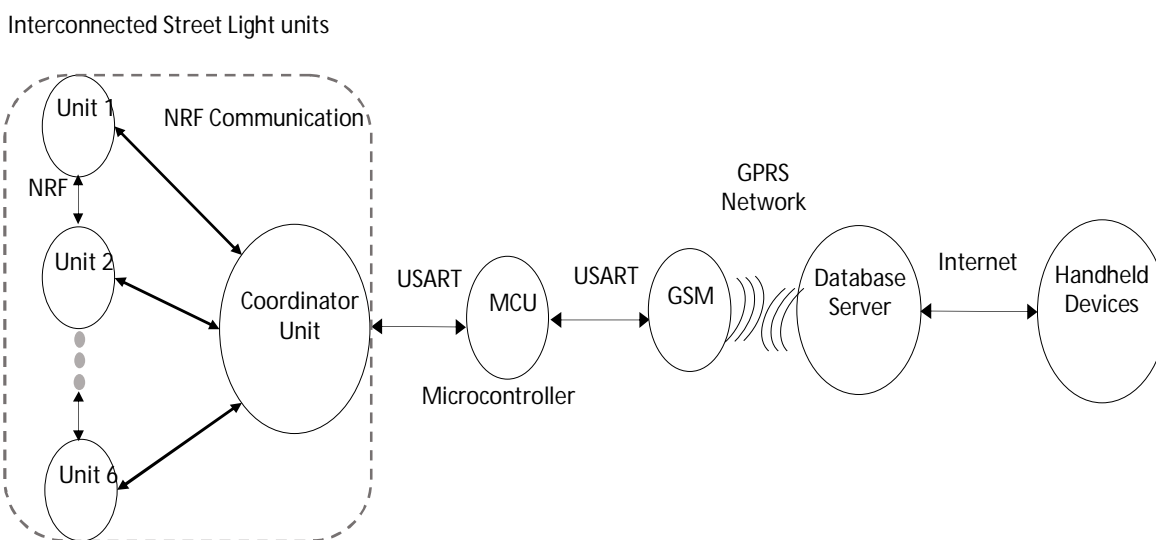 Interconnected Street Light units
Unit 1
NRF Communication
NRF
Unit 2
Unit 6
Coordinator
Unit
USART
MCU
Microcontroller
USART
GSM
GPRS
Network
Database
Server
Internet
Handheld
Devices